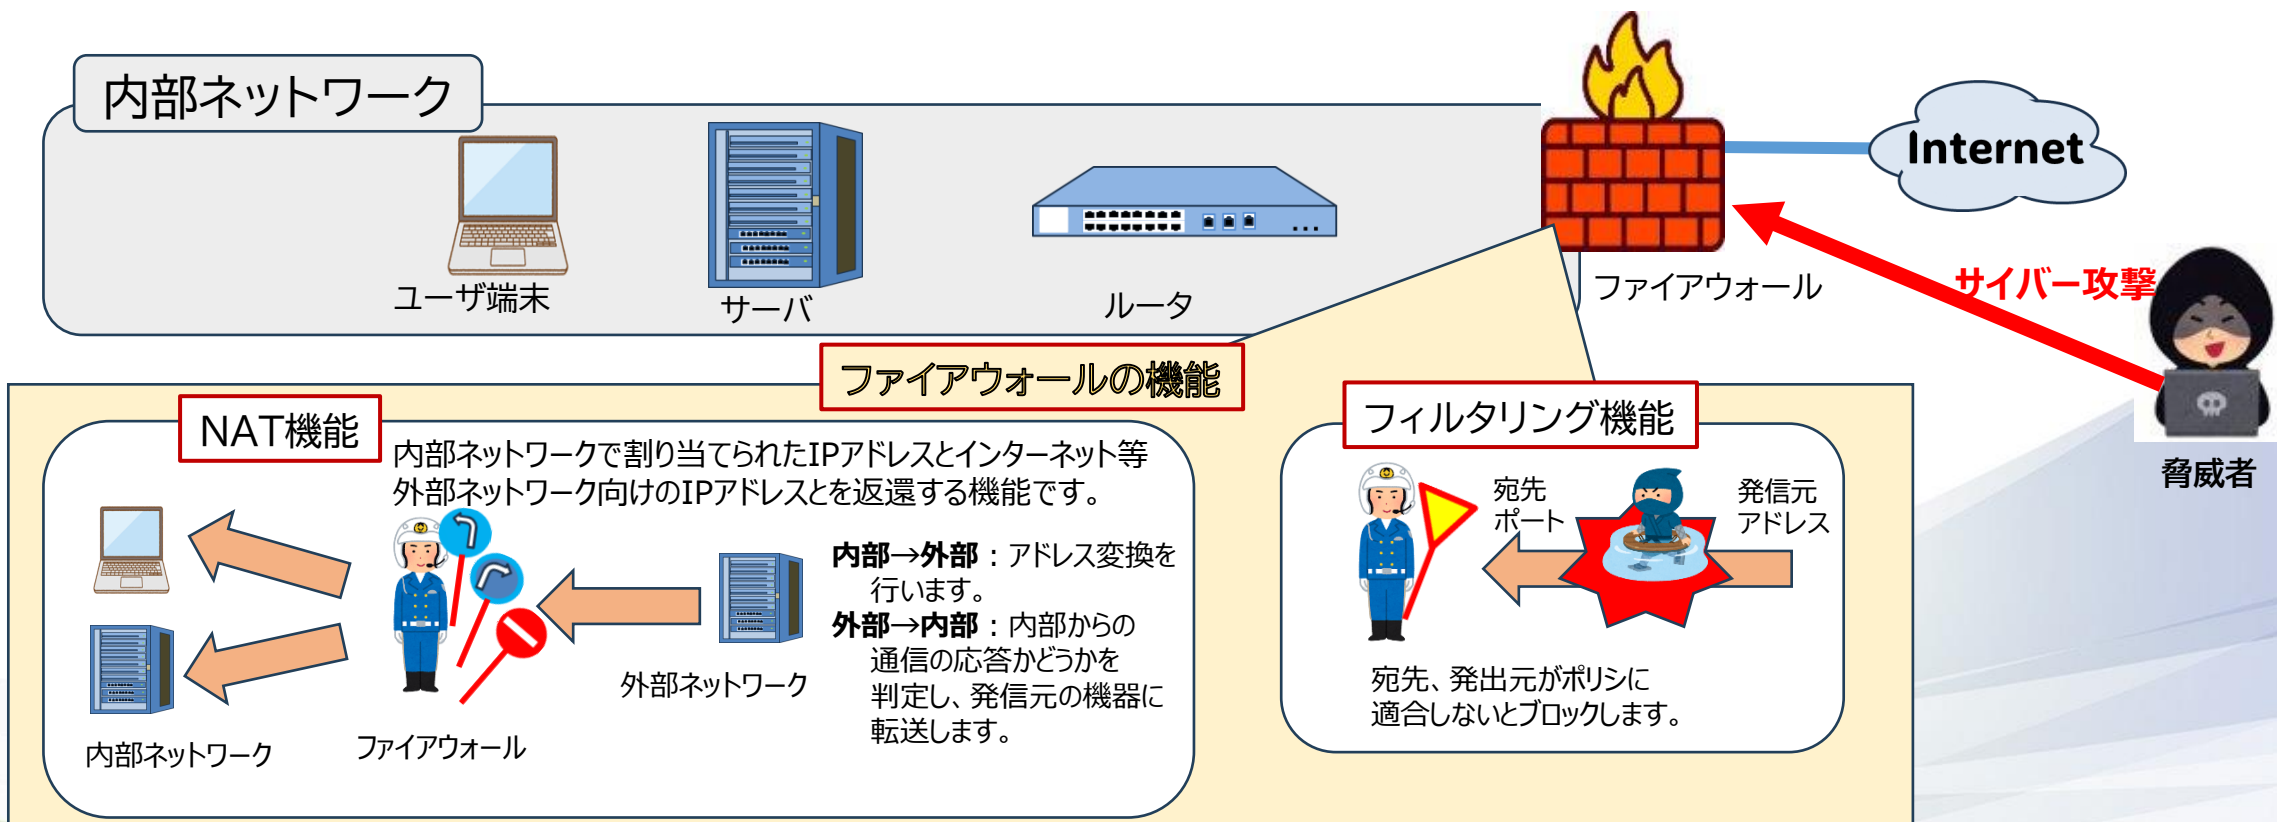 内部ネットワーク
Internet
ユーザ端末
サーバ
ルータ
ファイアウォール
サイバー攻撃
脅威者
ファイアウォールの機能
NAT機能
内部ネットワークで割り当てられたIPアドレスとインターネット等
外部ネットワーク向けのIPアドレスとを返還する機能です。
内部→外部：アドレス変換を
行います。
外部→内部：内部からの
通信の応答かどうかを
判定し、発信元の機器に
転送します。
外部ネットワーク
ファイアウォール
内部ネットワーク
フィルタリング機能
宛先
ポート
発信元
アドレス
宛先、発出元がポリシに
適合しないとブロックします。